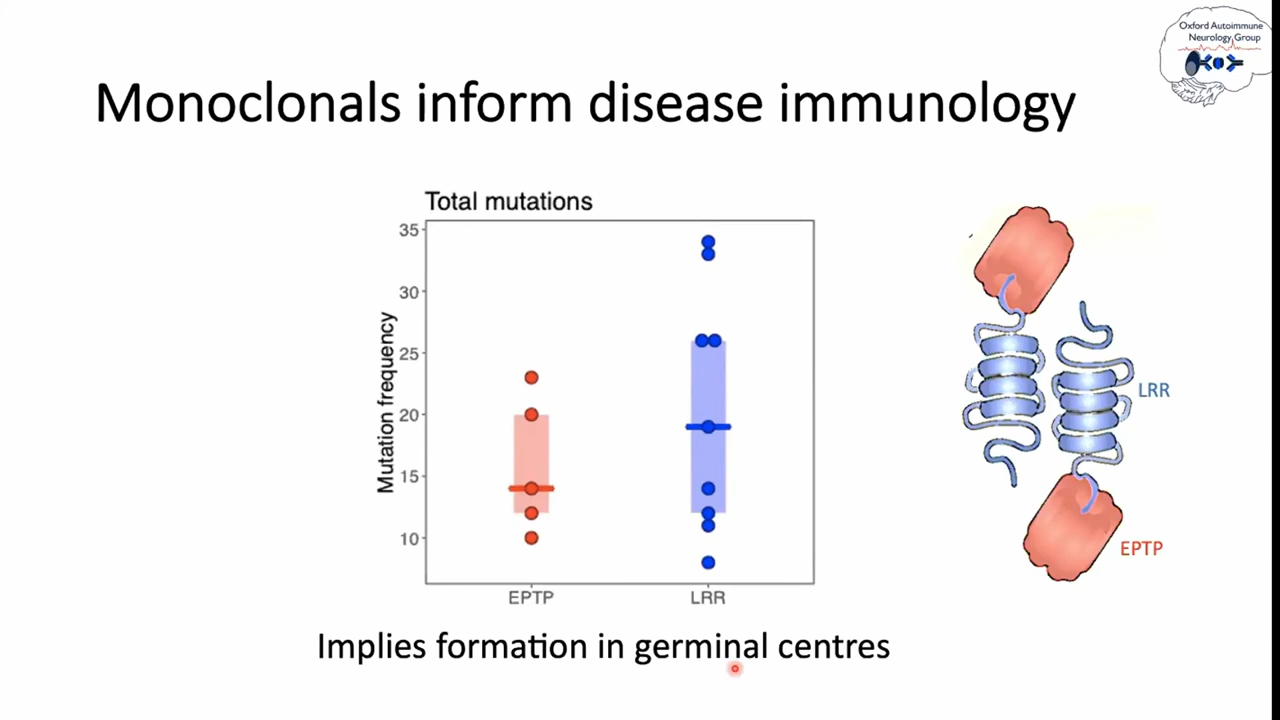 Oxford Autoimmune
Neurology Group
Monoclonals inform disease immunology
Total mutations
Mutation frequency
35
30
25
20
15
10
EPTP
LRR
LRR
EPTP
Implies formation in germinal centres